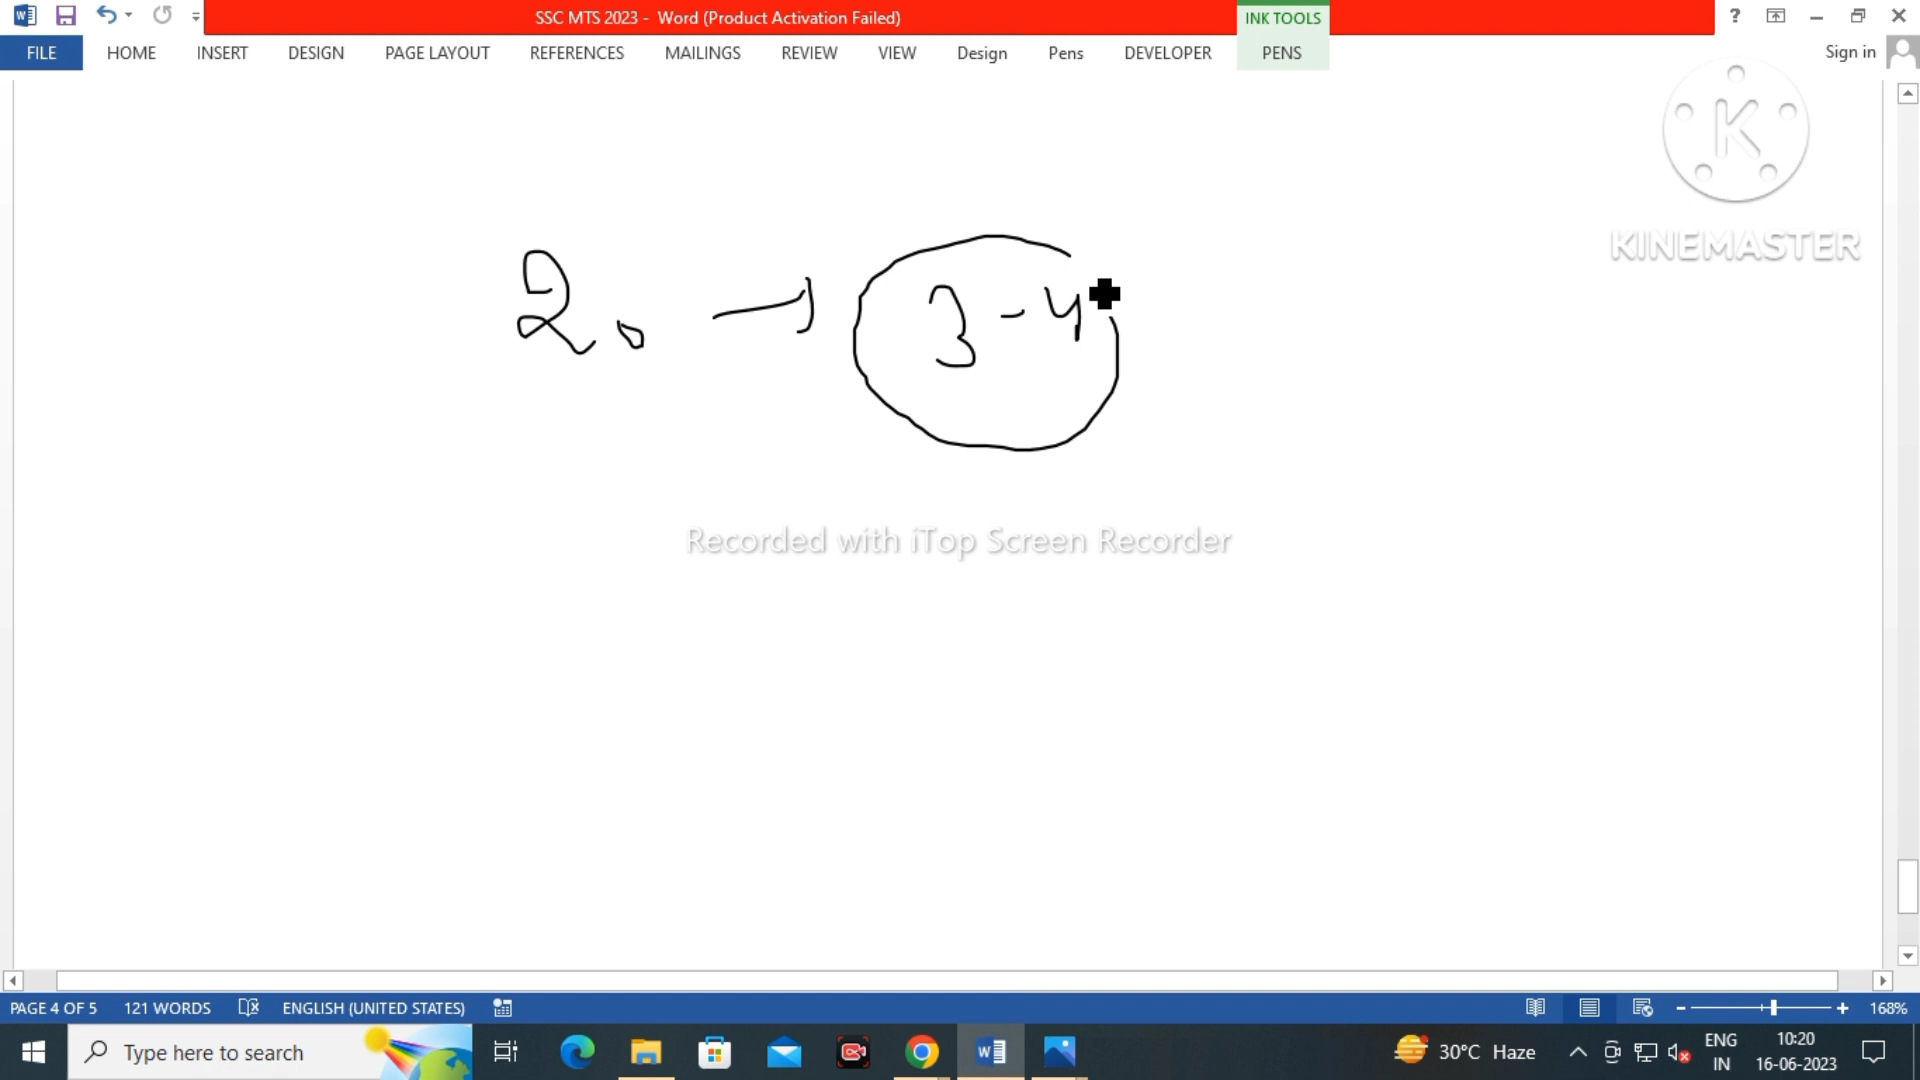 SSC MTS 2023 - Word (Product Activation Failed)
INK TOOLS
?
FILE HOME INSERT DESIGN PAGE LAYOUT REFERENCES MAILINGS REVIEW VIEW Design Pens DEVELOPER PENS
Sign in
K
KINEMASTER
20 → 3-4
Recorded with iTop Screen Recorder
PAGE 4 OF 5 121 WORDS ENGLISH (UNITED STATES) 168%
Type here to search
30°C Haze
ENG
IN
10:20
16-06-2023